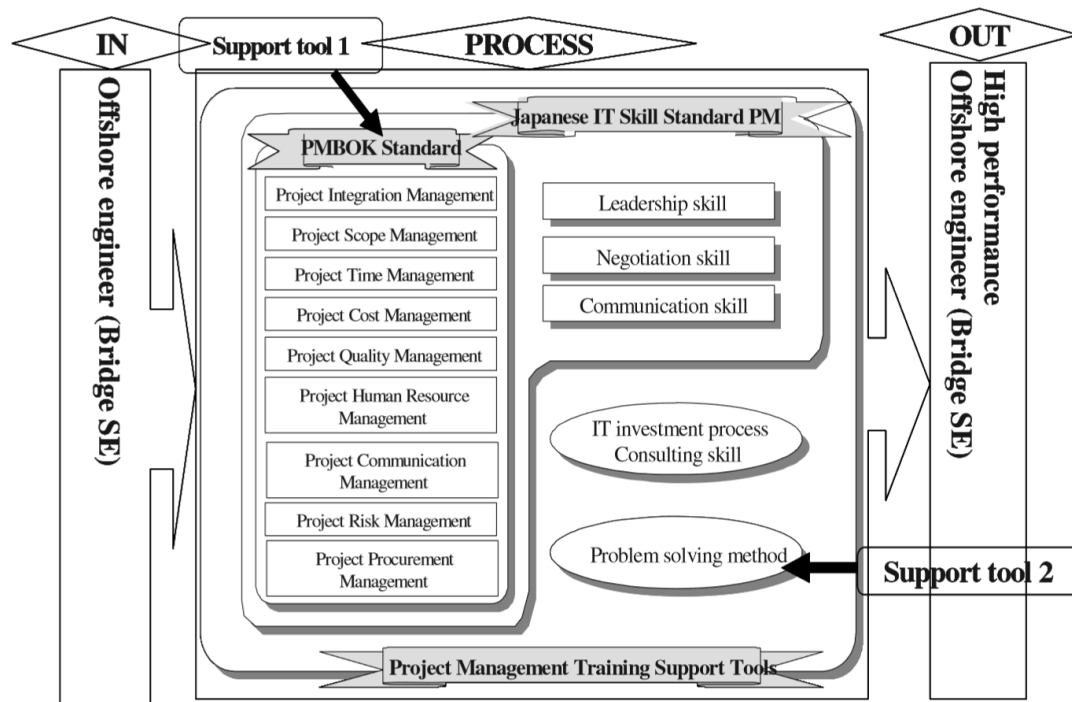 IN
Support tool 1
PROCESS
OUT
Offshore engineer (Bridge SE)
Japanese IT Skill Standard PM
PMBOK Standard
Project Integration Management
Project Scope Management
Project Time Management
Project Cost Management
Project Quality Management
Project Human Resource
Management
Project Communication
Management
Project Risk Management
Project Procurement
Management
Leadership skill
Negotiation skill
Communication skill
IT investment process
Consulting skill
Problem solving method
Support tool 2
Project Management Training Support Tools
High performance
Offshore engineer (Bridge SE)